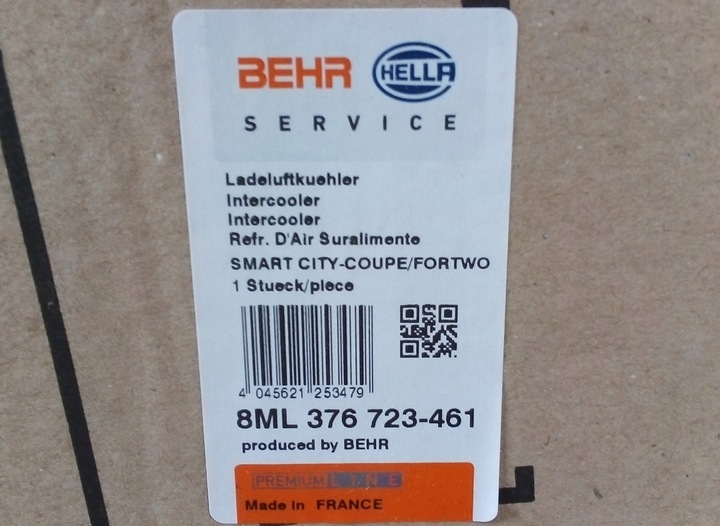 BEHR HELLA
SERVICE
Ladeluftkuehler
Intercooler
Intercooler
Refr. D'Air Suralimente
SMART CITY-COUPE/FORTWO
1 Stueck/piece
4 045621 253479
8ML 376 723-461
produced by BEHR
PREMIUM LINE
Made in FRANCE